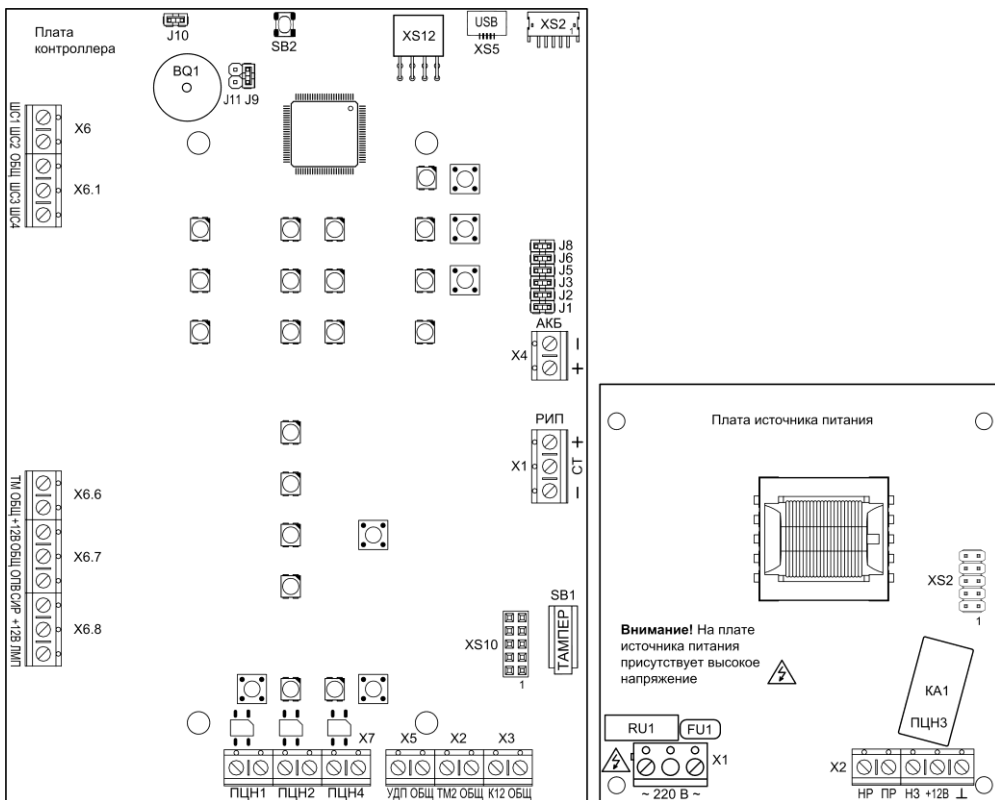 Плата
контроллера
J10
SB2
XS12
USB
XS5
XS2
1
BQ1
J11 J9
ШС1 ШС2 ОБЩ ШС3 ШС4
X6
X6.1
J8
J6
J5
J3
J2
J1
АКБ
X4
−
+
РИП
X1
+
СТ
−
ТМ ОБЩ +12В ОБЩ ОПВ СИР +12В ЛМП
X6.6
X6.7
X6.8
XS10
1
SB1
ТАМПЕР
X7
X5
X2
X3
ПЦН1 ПЦН2 ПЦН4 УДП ОБЩ ТМ2 ОБЩ К12 ОБЩ
Плата источника питания
XS2
1
Внимание! На плате
источника питания
присутствует высокое
напряжение
КА1
ПЦН3
RU1
FU1
X1
~ 220 В ~
X2
НР ПР НЗ +12В ⊥